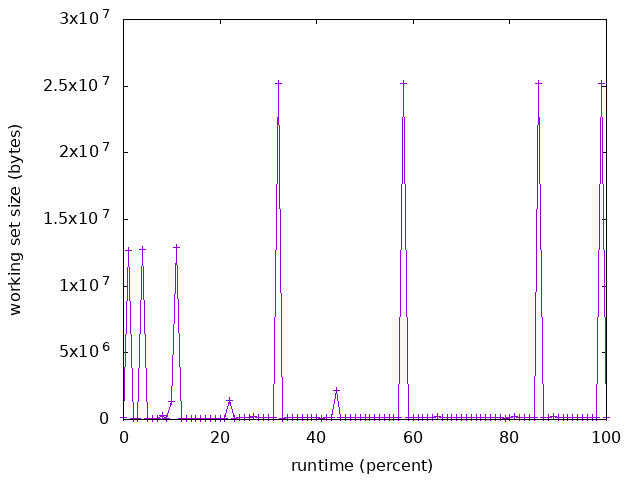 3x10^7
2.5x10^7
2x10^7
1.5x10^7
1x10^7
5x10^6
0
0 20 40 60 80 100
working set size (bytes)
runtime (percent)